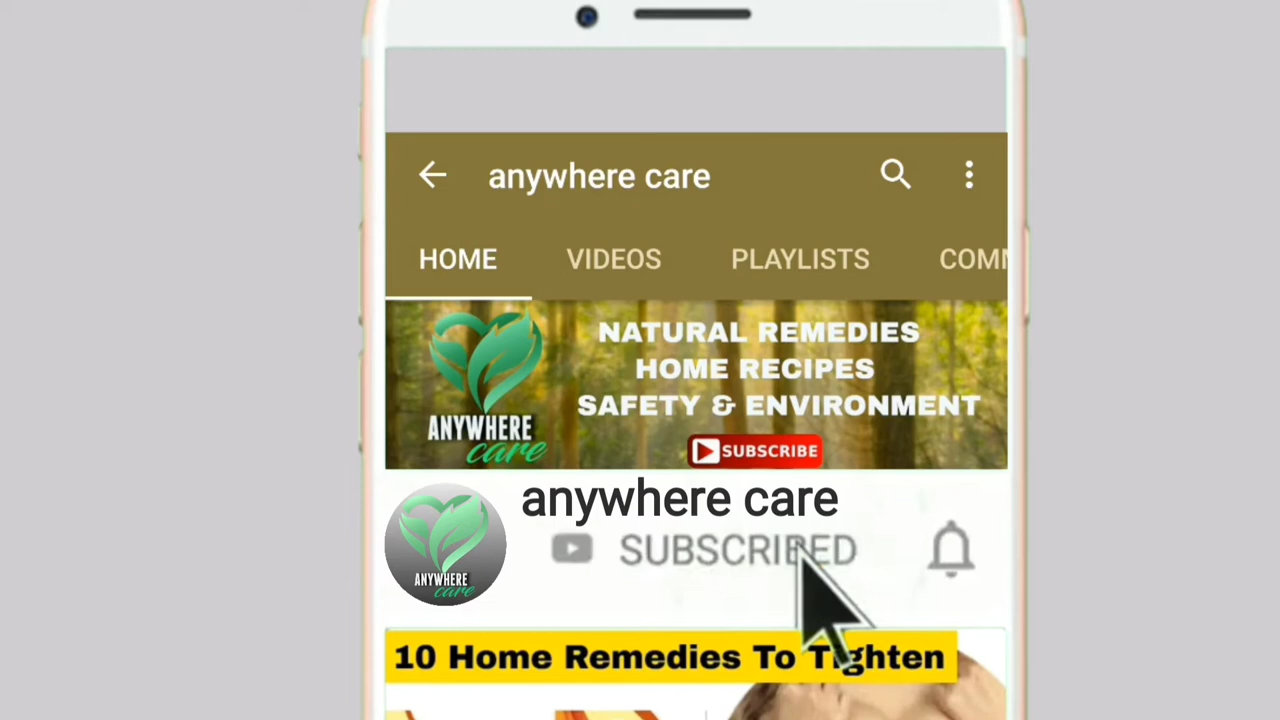 anywhere care
HOME VIDEOS PLAYLISTS COMM
NATURAL REMEDIES
HOME RECIPES
SAFETY & ENVIRONMENT
ANYWHERE
care
SUBSCRIBE
anywhere care
SUBSCRIBED
ANYWHERE
care
10 Home Remedies To Tighten